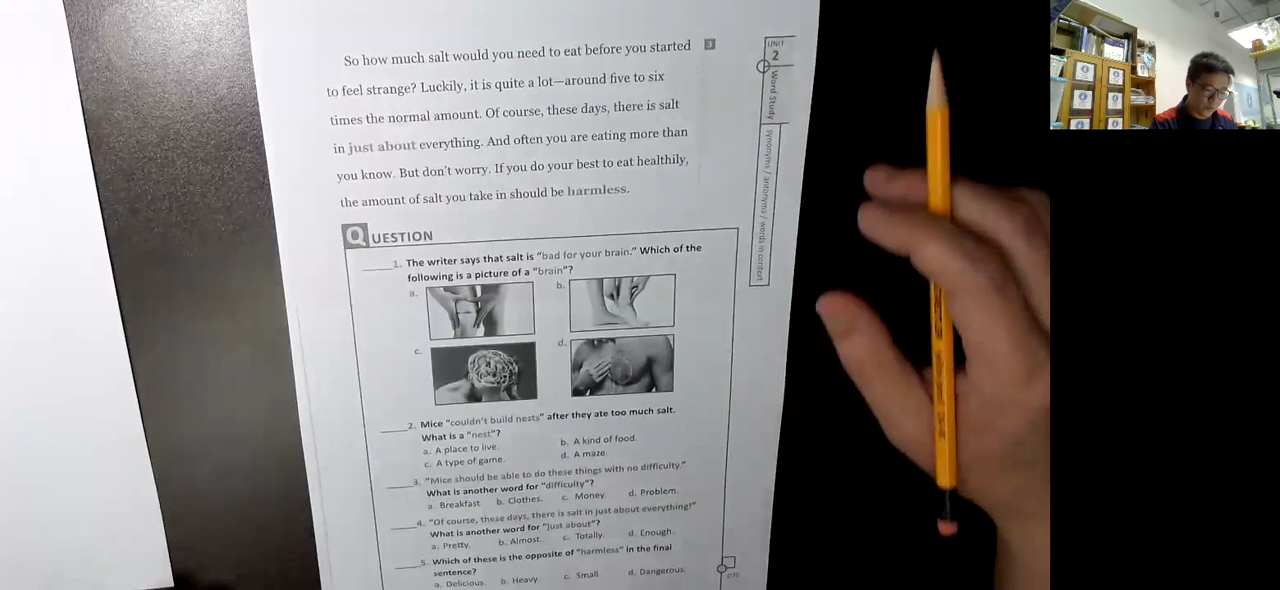 So how much salt would you need to eat before you started
to feel strange? Luckily, it is quite a lot—around five to six
times the normal amount. Of course, these days, there is salt
in just about everything. And often you are eating more than
you know. But don't worry. If you do your best to eat healthily,
the amount of salt you take in should be harmless.
3
UNIT
2
Word Study
synonyms / antonyms / words in context
QUESTION
_____1. The writer says that salt is "bad for your brain." Which of the
following is a picture of a "brain"?
a.
b.
c.
d.
_____2. Mice "couldn't build nests" after they ate too much salt.
What is a "nest"?
a. A place to live.
b. A kind of food.
c. A type of game.
d. A maze.
_____3. "Mice should be able to do these things with no difficulty."
What is another word for "difficulty"?
a. Breakfast b. Clothes. c. Money. d. Problem.
_____4. "Of course, these days, there is salt in just about everything!"
What is another word for "just about"?
a. Pretty. b. Almost. c. Totally. d. Enough.
_____5. Which of these is the opposite of "harmless" in the final
sentence?
a. Delicious. b. Heavy. c. Small d. Dangerous.